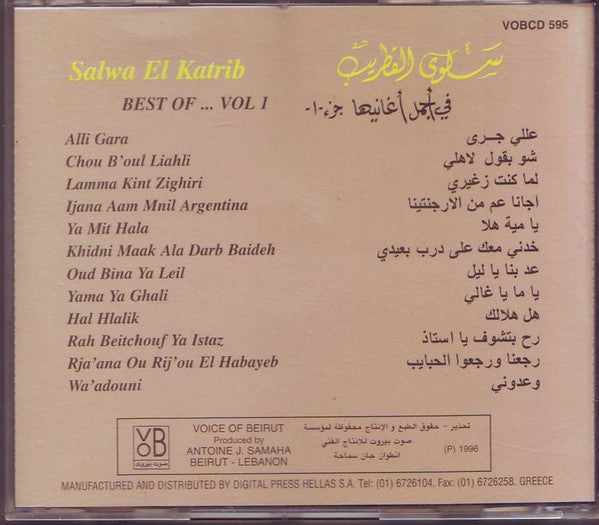 VOBCD 595
Salwa El Katrib سلوى القطريب
BEST OF ... VOL 1 في أجمل أغانيها جزء -١-
Alli Gara عللي جـرى
Chou B'oul Liahli شو بقول لاهلي
Lamma Kint Zighiri لما كنت زغيري
Ijana Aam Mnil Argentina اجانا عم من الارجنتينا
Ya Mit Hala يا مية هلا
Khidni Maak Ala Darb Baideh خدني معك على درب بعيدي
Oud Bina Ya Leil عد بنا يا ليل
Yama Ya Ghali يا ما يا غالي
Hal Hlalik هل هلالك
Rah Beitchouf Ya Istaz رح بتشوف يا استاذ
Rja'ana Ou Rij'ou El Habayeb رجعنا ورجعوا الحبايب
Wa'adouni وعدوني
VOB
صوت بيروت
VOICE OF BEIRUT
Produced by
ANTOINE J. SAMAHA
BEIRUT - LEBANON
تحذير - حقوق الطبع و الإنتاج محفوظة لمؤسسة
صوت بيروت للانتاج الفني
انطوان جان سماحة
(P) 1996
MANUFACTURED AND DISTRIBUTED BY DIGITAL PRESS HELLAS S.A. Tel: (01) 6726104. Fax: (01) 6726258. GREECE